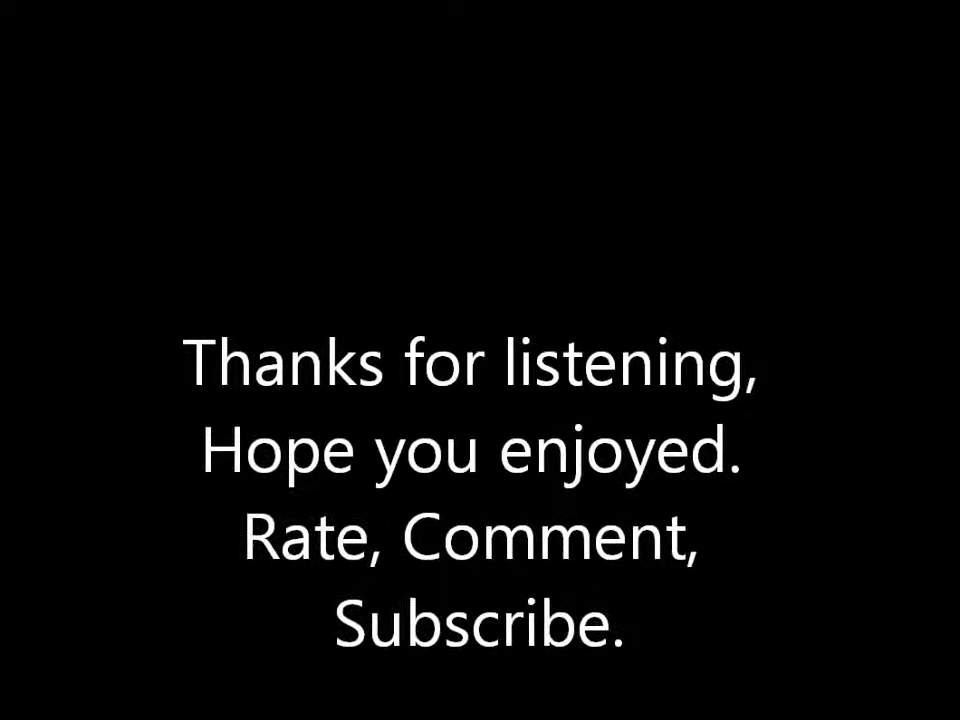 Thanks for listening,
Hope you enjoyed.
Rate, Comment,
Subscribe.